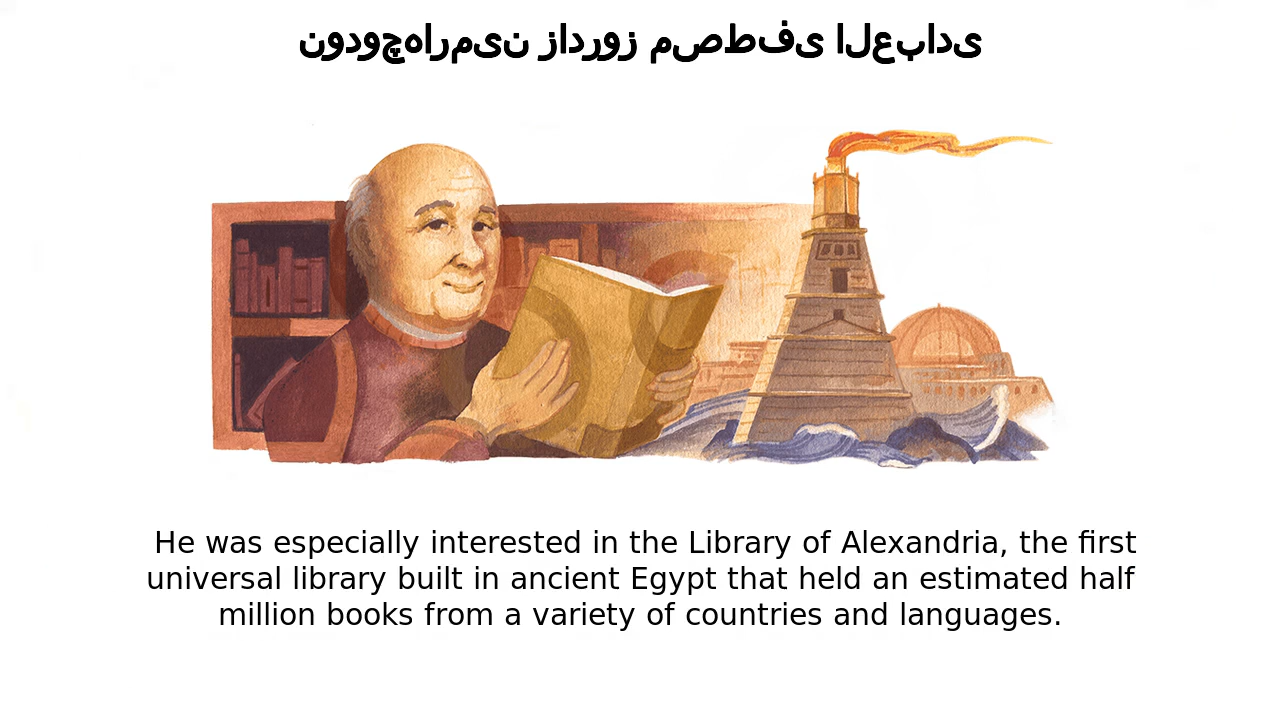 نودوچهارمین زادروز مصطفی العبادی
He was especially interested in the Library of Alexandria, the first
universal library built in ancient Egypt that held an estimated half
million books from a variety of countries and languages.